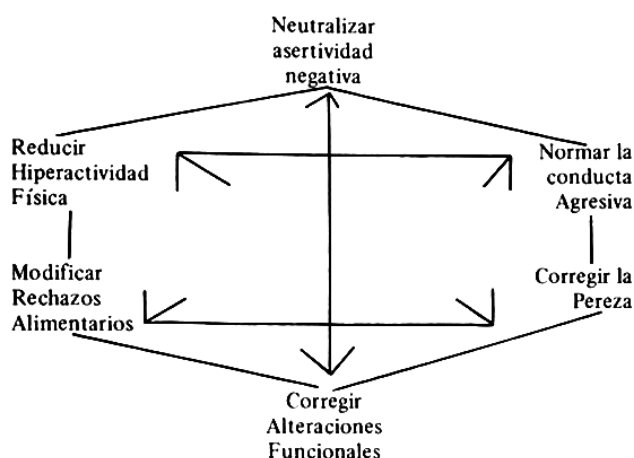 Neutralizar
asertividad
negativa
Reducir
Hiperactividad
Física
Normar la
conducta
Agresiva
Modificar
Rechazos
Alimentarios
Corregir la
Pereza
Corregir
Alteraciones
Funcionales